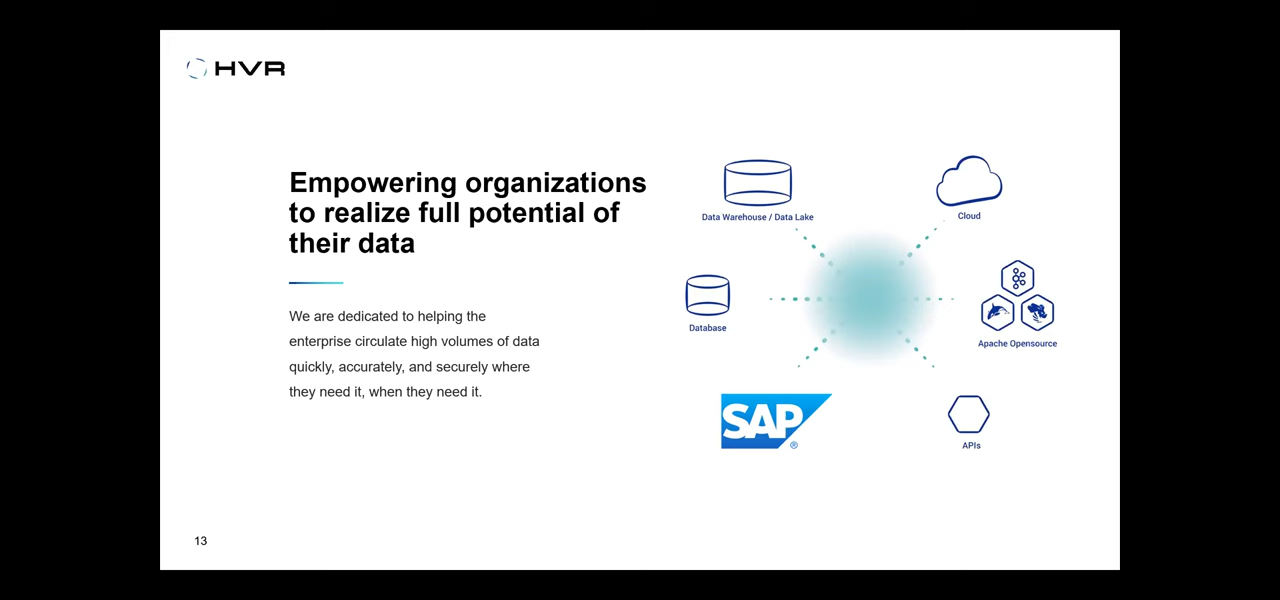 HVR
Empowering organizations
to realize full potential of
their data
We are dedicated to helping the
enterprise circulate high volumes of data
quickly, accurately, and securely where
they need it, when they need it.
Data Warehouse / Data Lake
Cloud
Database
Apache Opensource
SAP ®
APIs
13